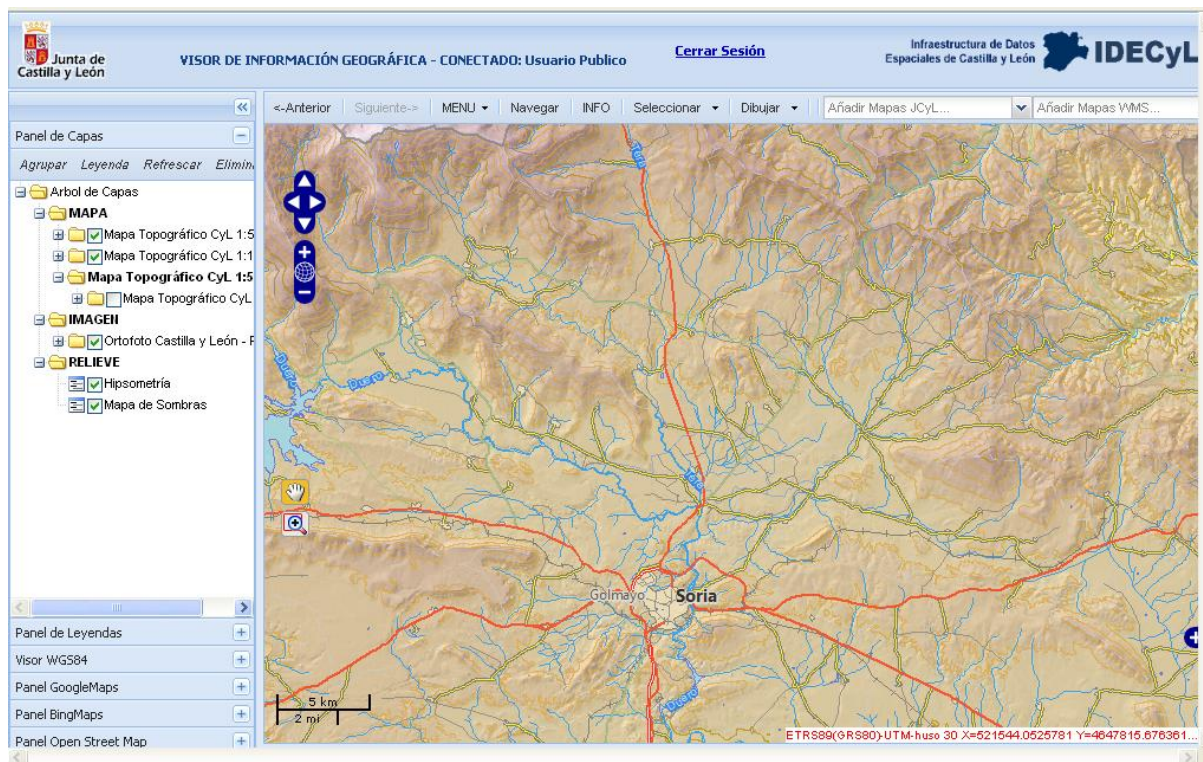 Junta de
Castilla y León
VISOR DE INFORMACIÓN GEOGRÁFICA - CONECTADO: Usuario Publico
Cerrar Sesión
Infraestructura de Datos
Espaciales de Castilla y León
IDECyL
<-Anterior
Siguiente->
MENU
Navegar
INFO
Seleccionar
Dibujar
Añadir Mapas JCyL...
Añadir Mapas WMS...
Panel de Capas
Agrupar Leyenda Refrescar Elimin
Arbol de Capas
MAPA
Mapa Topográfico CyL 1:5
Mapa Topográfico CyL 1:1
Mapa Topográfico CyL 1:5
Mapa Topográfico CyL
IMAGEN
Ortofoto Castilla y León - F
RELIEVE
Hipsometría
Mapa de Sombras
Panel de Leyendas
Visor WGS84
Panel GoogleMaps
Panel BingMaps
Panel Open Street Map
Tera
Duero
Duero
Tera
Golmayo
Soria
Duero
5 km
2 mi
ETRS89(GRS80)-UTM-huso 30 X=521544.0525781 Y=4647815.676361...